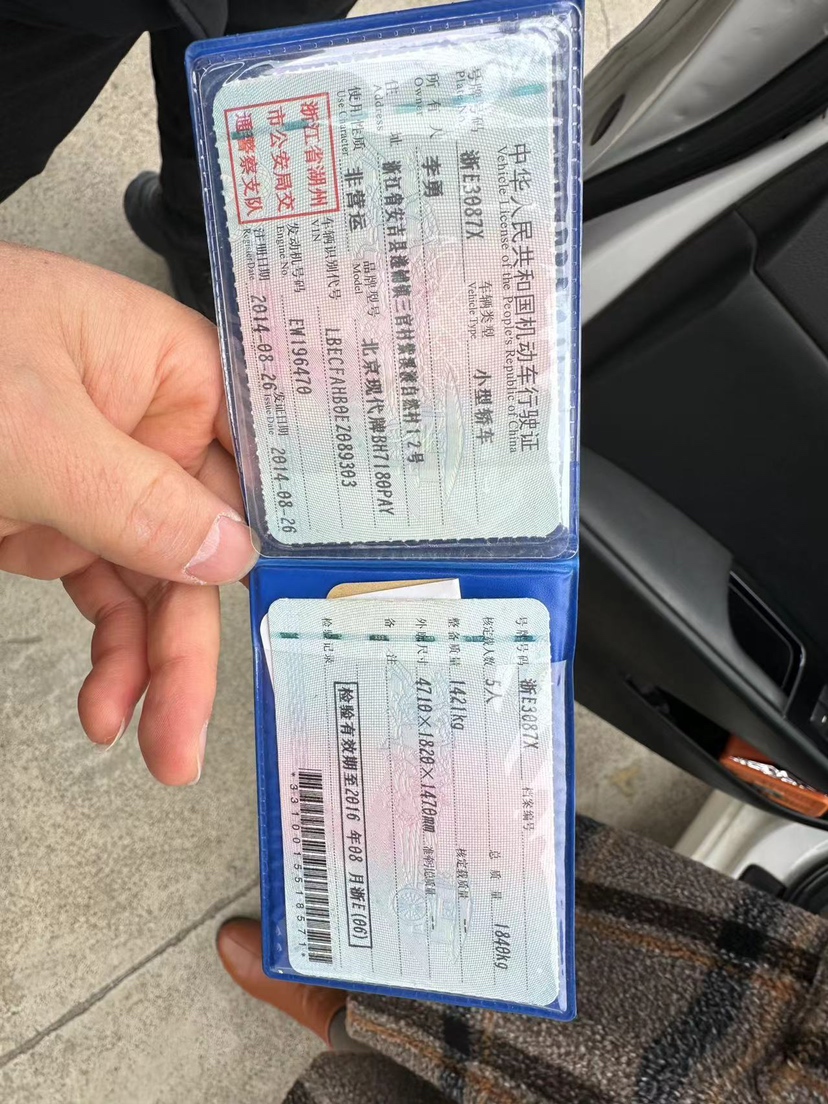 中华人民共和国机动车行驶证
Vehicle License of the People's Republic of China
号牌号码 浙E3087X 车辆类型 小型轿车
Plate No. Vehicle Type
所有人 李勇
Owner
住址
Address
浙江省安吉县
三官村
自然村12号
使用性质 非营运 品牌型号 北京现代牌BH7180PAY
Use Character Model
浙江省湖州
市公安局交
通警察支队
车辆识别代号 LBECFAHB0EZ089303
VIN
发动机号码 EW196470
Engine No.
注册日期 2014-08-26 发证日期 2014-08-26
Register Date Issue Date
号牌号码 浙E3087X 档案编号
核定载人数 5人 总质量 1840kg
整备质量 1421kg 核定载质量 --
外廓尺寸 4710×1820×1470mm 准牵引总质量 --
备注
检验记录 检验有效期至2016年08月浙E(06)
*3310015518571*